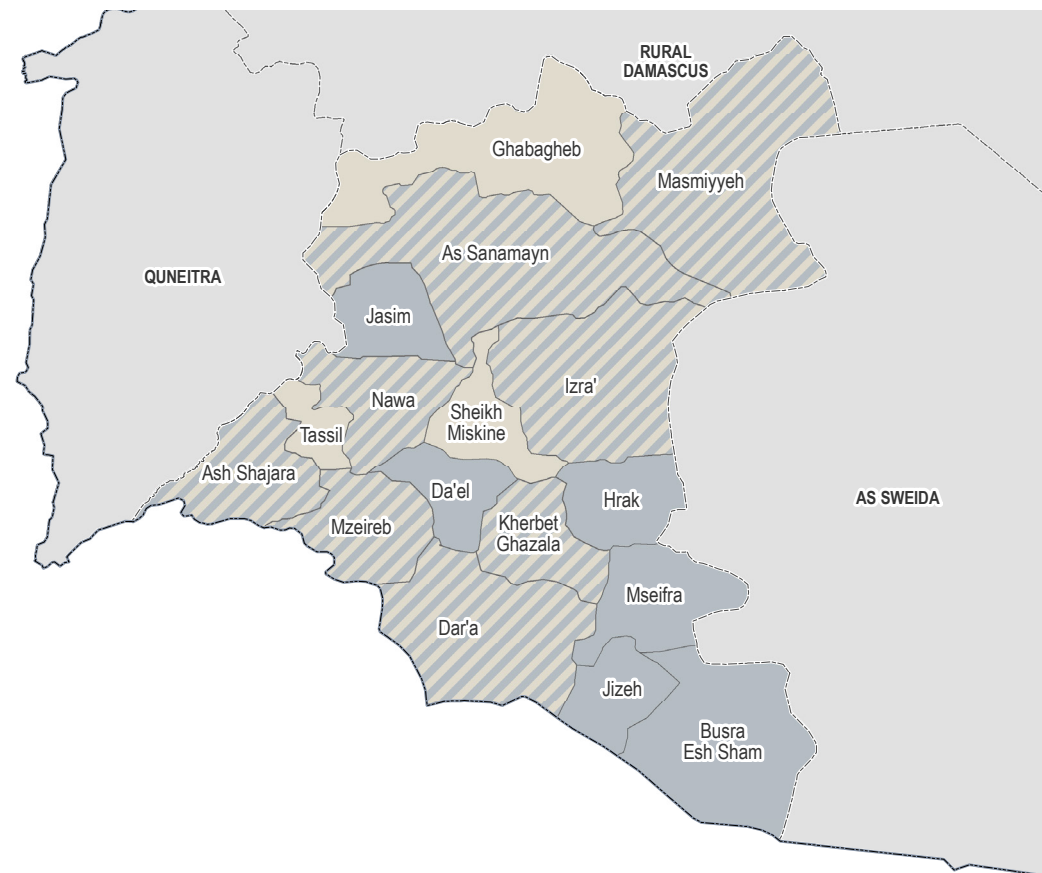 RURAL
DAMASCUS
Ghabagheb
Masmiyyeh
As Sanamayn
QUNEITRA
Jasim
Izra'
Nawa
Sheikh
Miskine
Tassil
Ash Shajara
Da'el
Hrak
AS SWEIDA
Mzeireb
Kherbet
Ghazala
Mseifra
Dar'a
Jizeh
Busra
Esh Sham